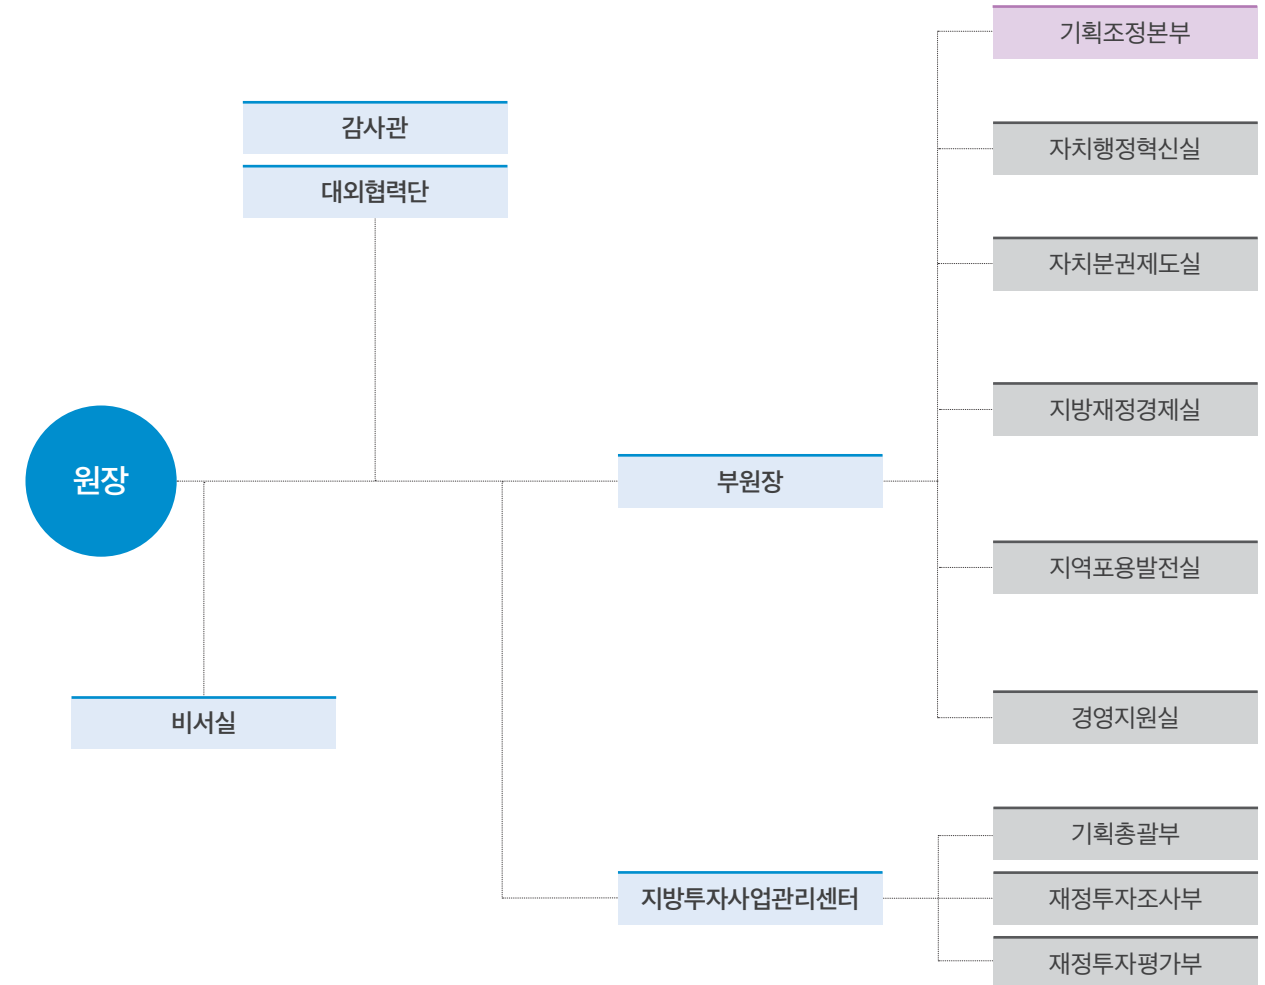 기획조정본부
감사관
자치행정혁신실
대외협력단
자치분권제도실
지방재정경제실
원장
부원장
지역포용발전실
비서실
경영지원실
기획총괄부
지방투자사업관리센터
재정투자조사부
재정투자평가부